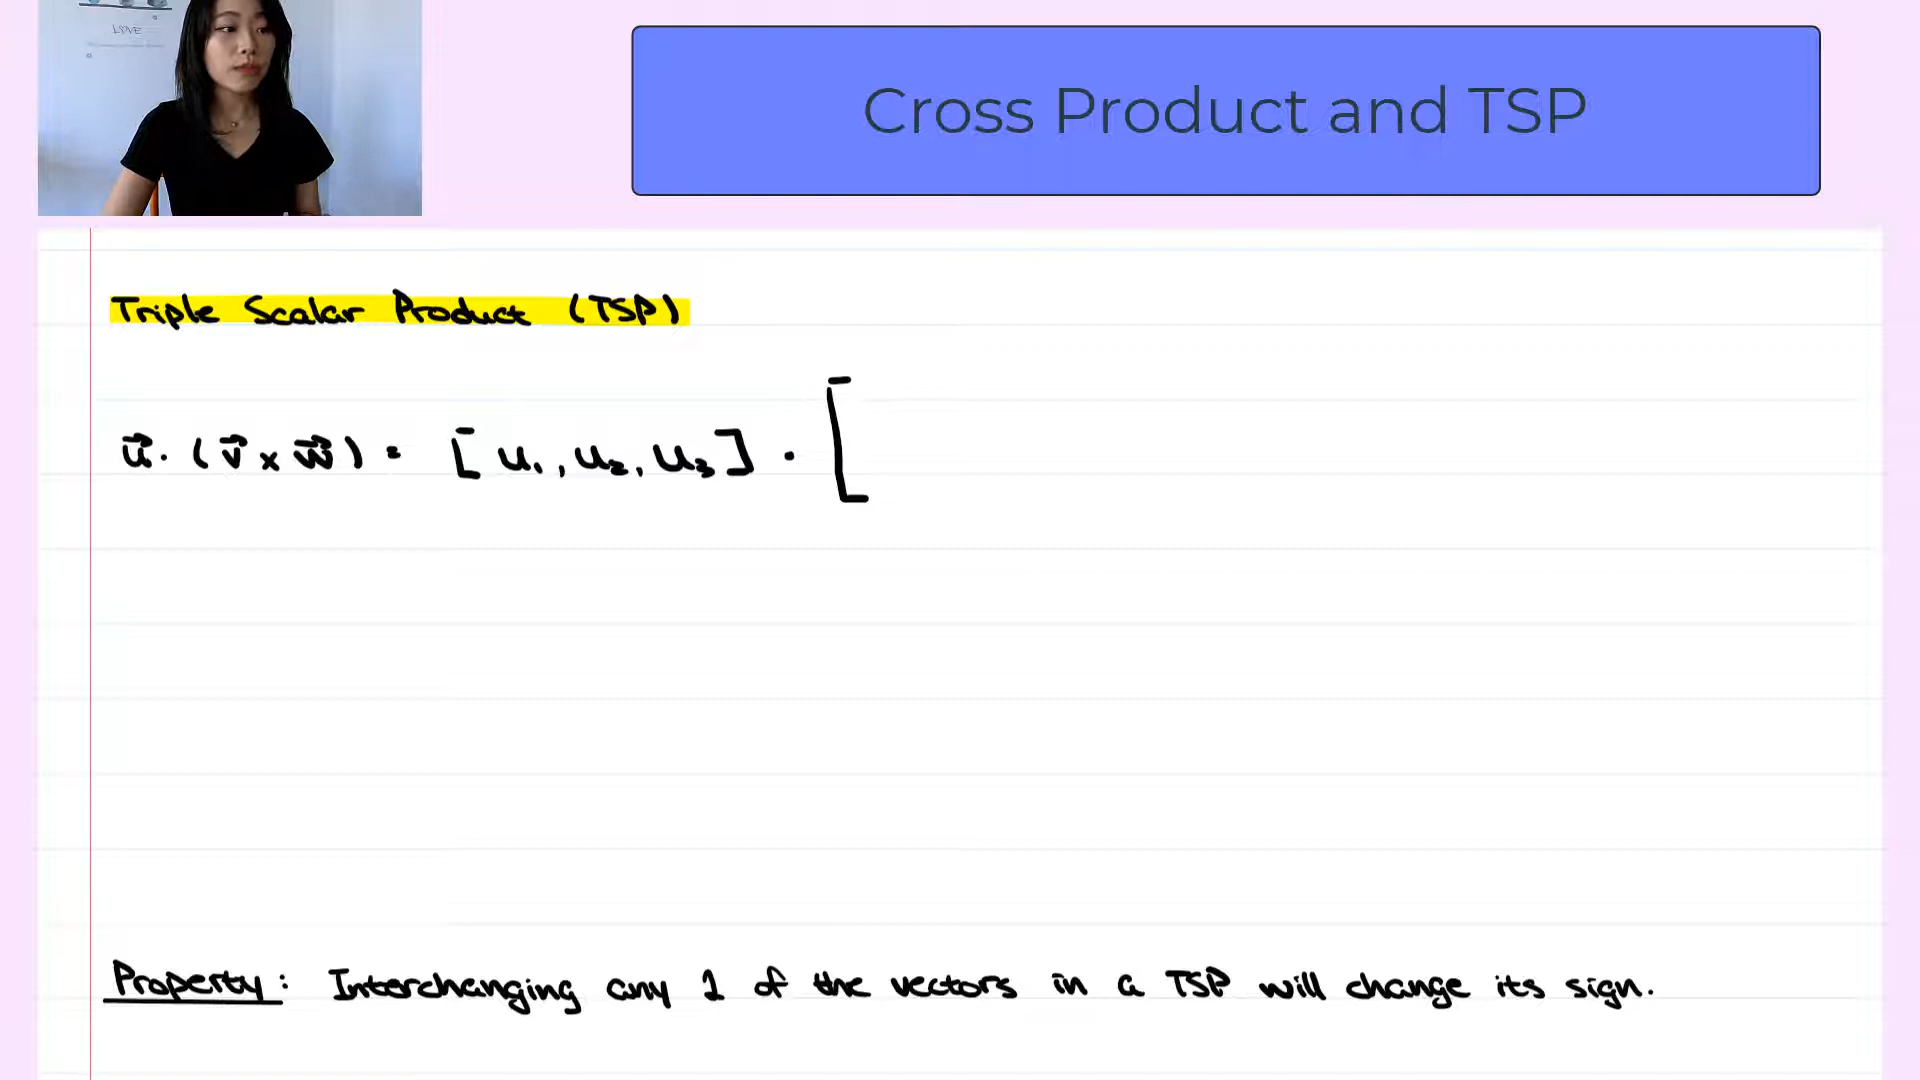 LOVE
Cross Product and TSP
Triple Scalar Product (TSP)
u⃗ · (v⃗ × w⃗) = [u₁, u₂, u₃] · [
Property: Interchanging any 1 of the vectors in a TSP will change its sign.